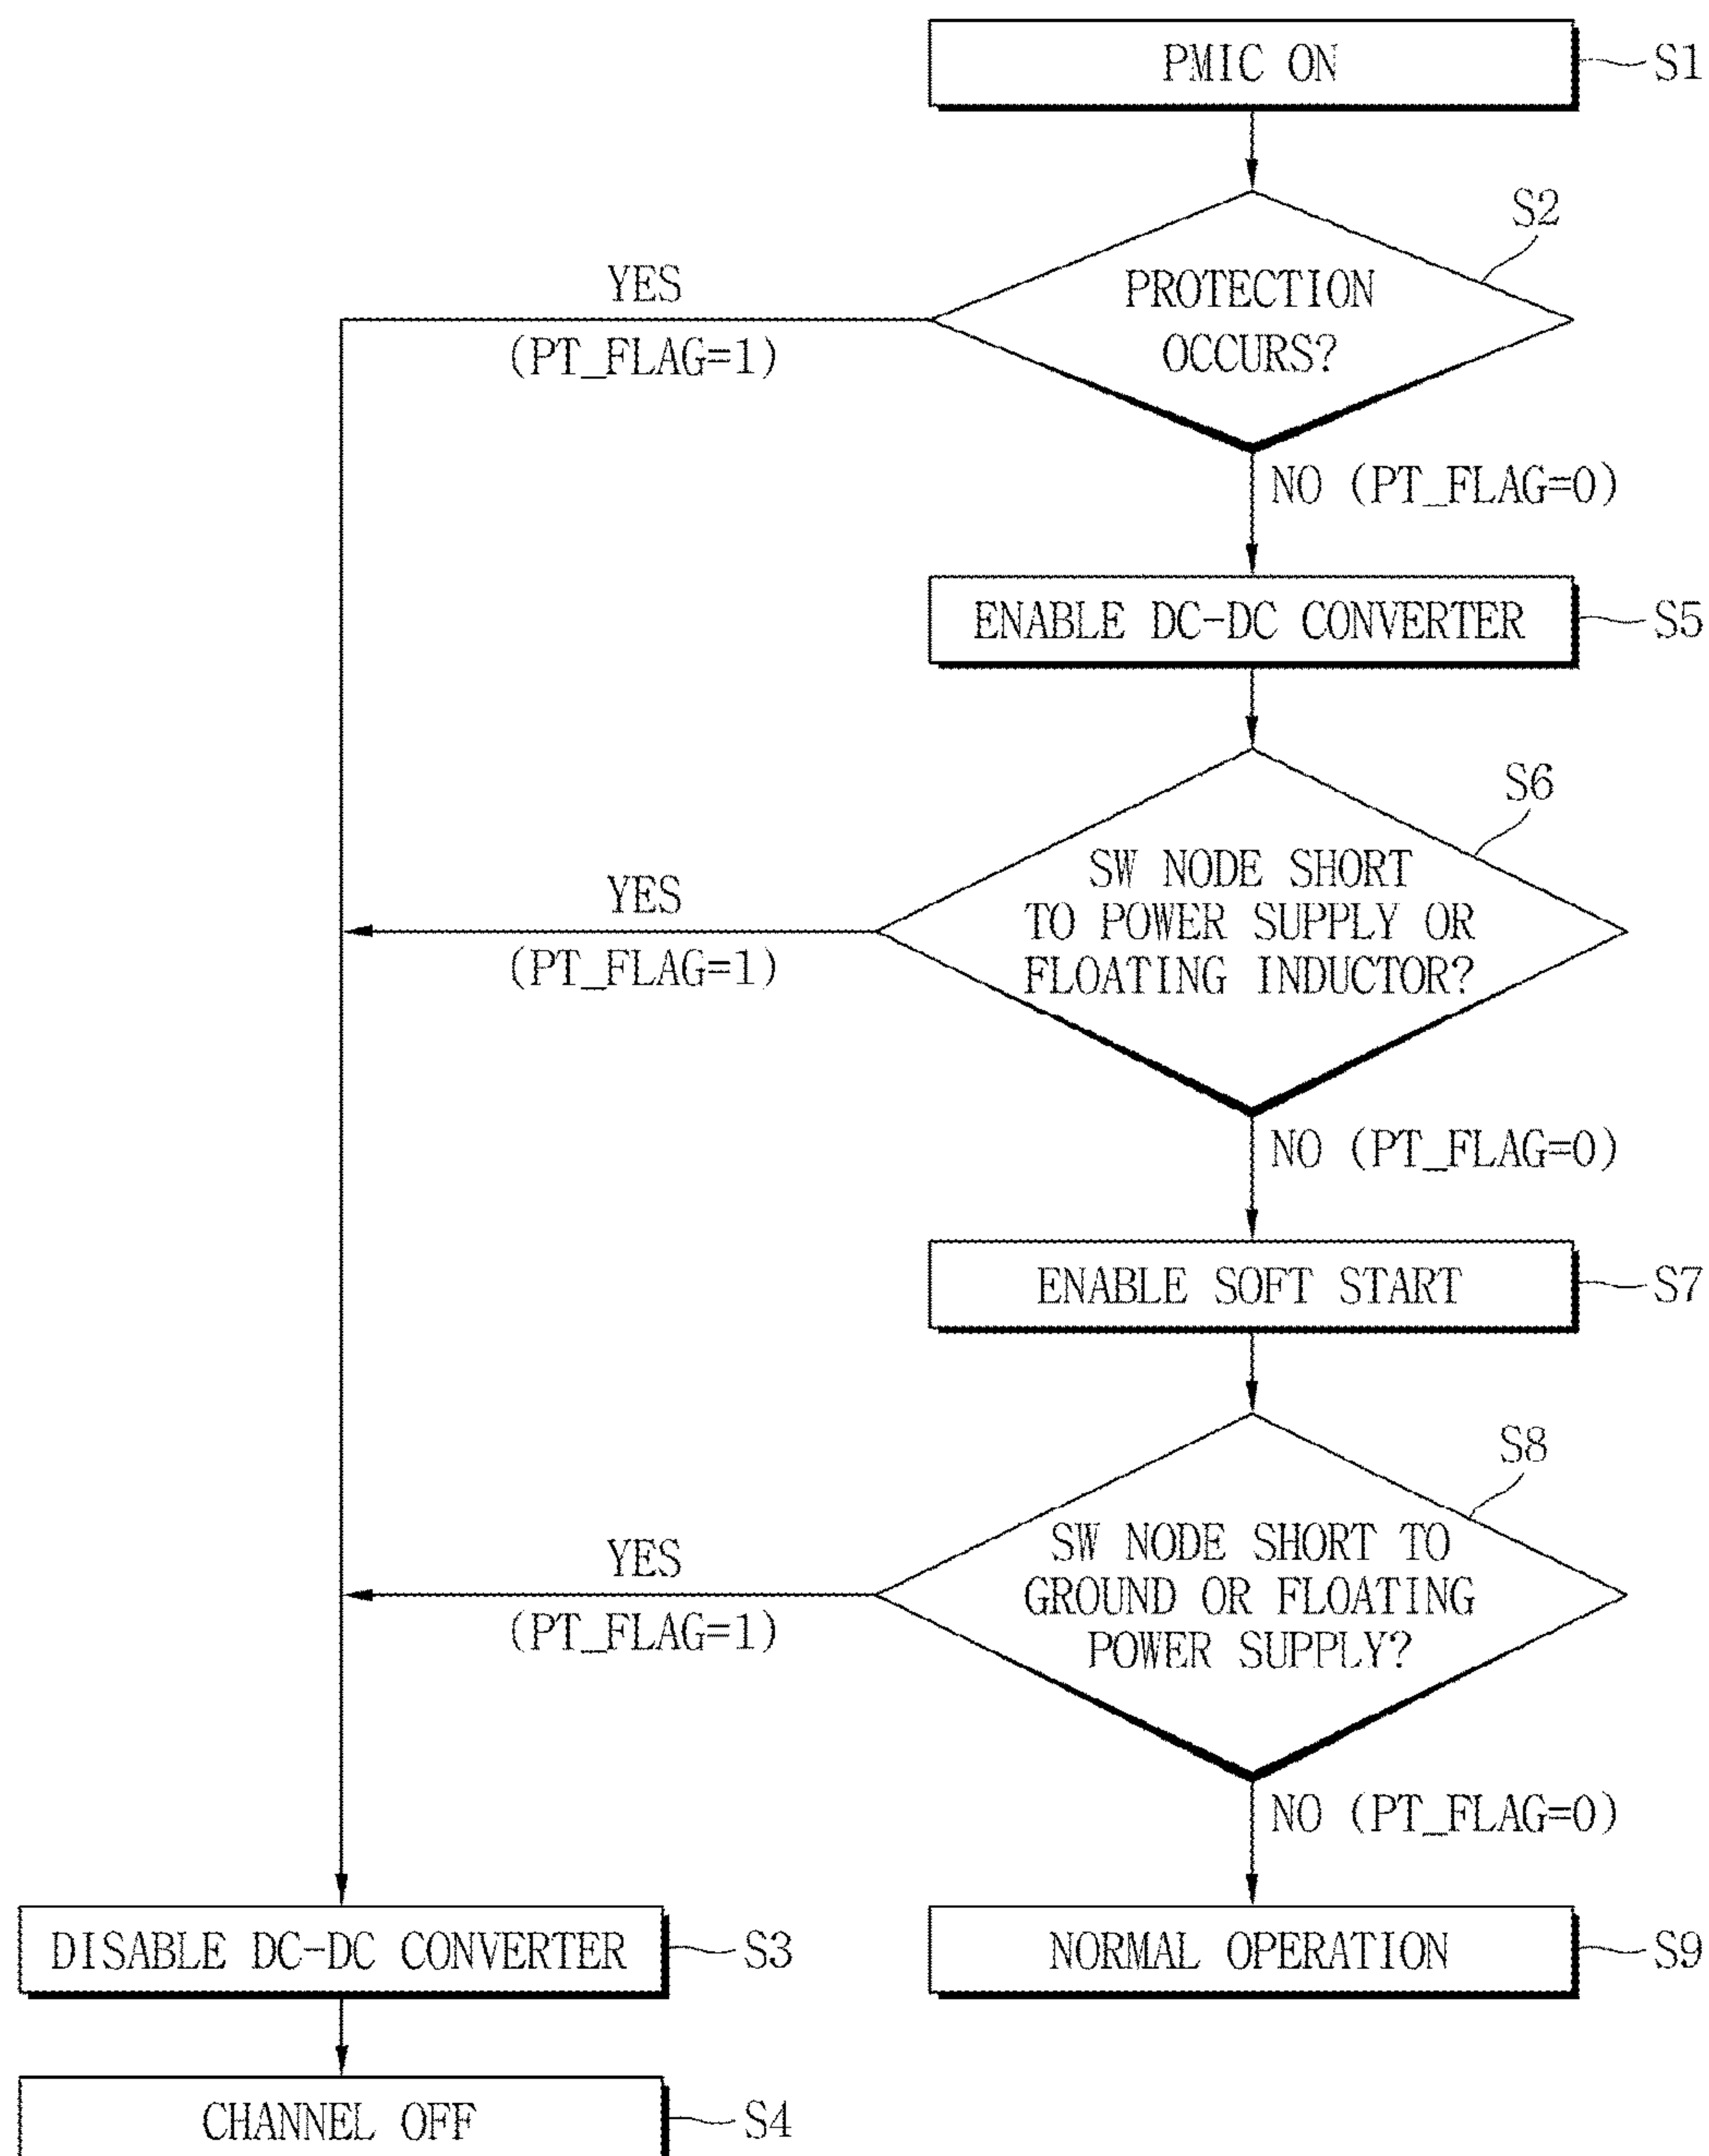 PMIC ON
S1
S2
PROTECTION
OCCURS?
YES
(PT_FLAG=1)
NO (PT_FLAG=0)
ENABLE DC-DC CONVERTER
S5
S6
SW NODE SHORT
TO POWER SUPPLY OR
FLOATING INDUCTOR?
YES
(PT_FLAG=1)
NO (PT_FLAG=0)
ENABLE SOFT START
S7
S8
SW NODE SHORT TO
GROUND OR FLOATING
POWER SUPPLY?
YES
(PT_FLAG=1)
NO (PT_FLAG=0)
DISABLE DC-DC CONVERTER
S3
NORMAL OPERATION
S9
CHANNEL OFF
S4